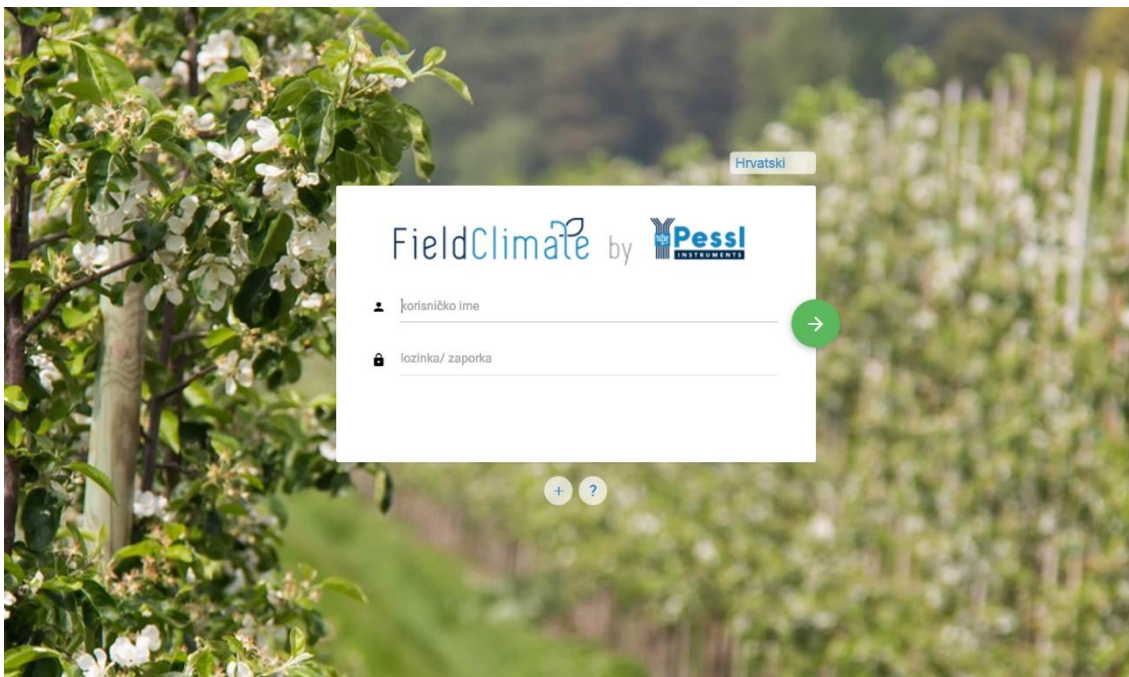 Hrvatski
FieldClimate by Pessl
INSTRUMENTS
korisničko ime
lozinka/ zaporka
+ ?